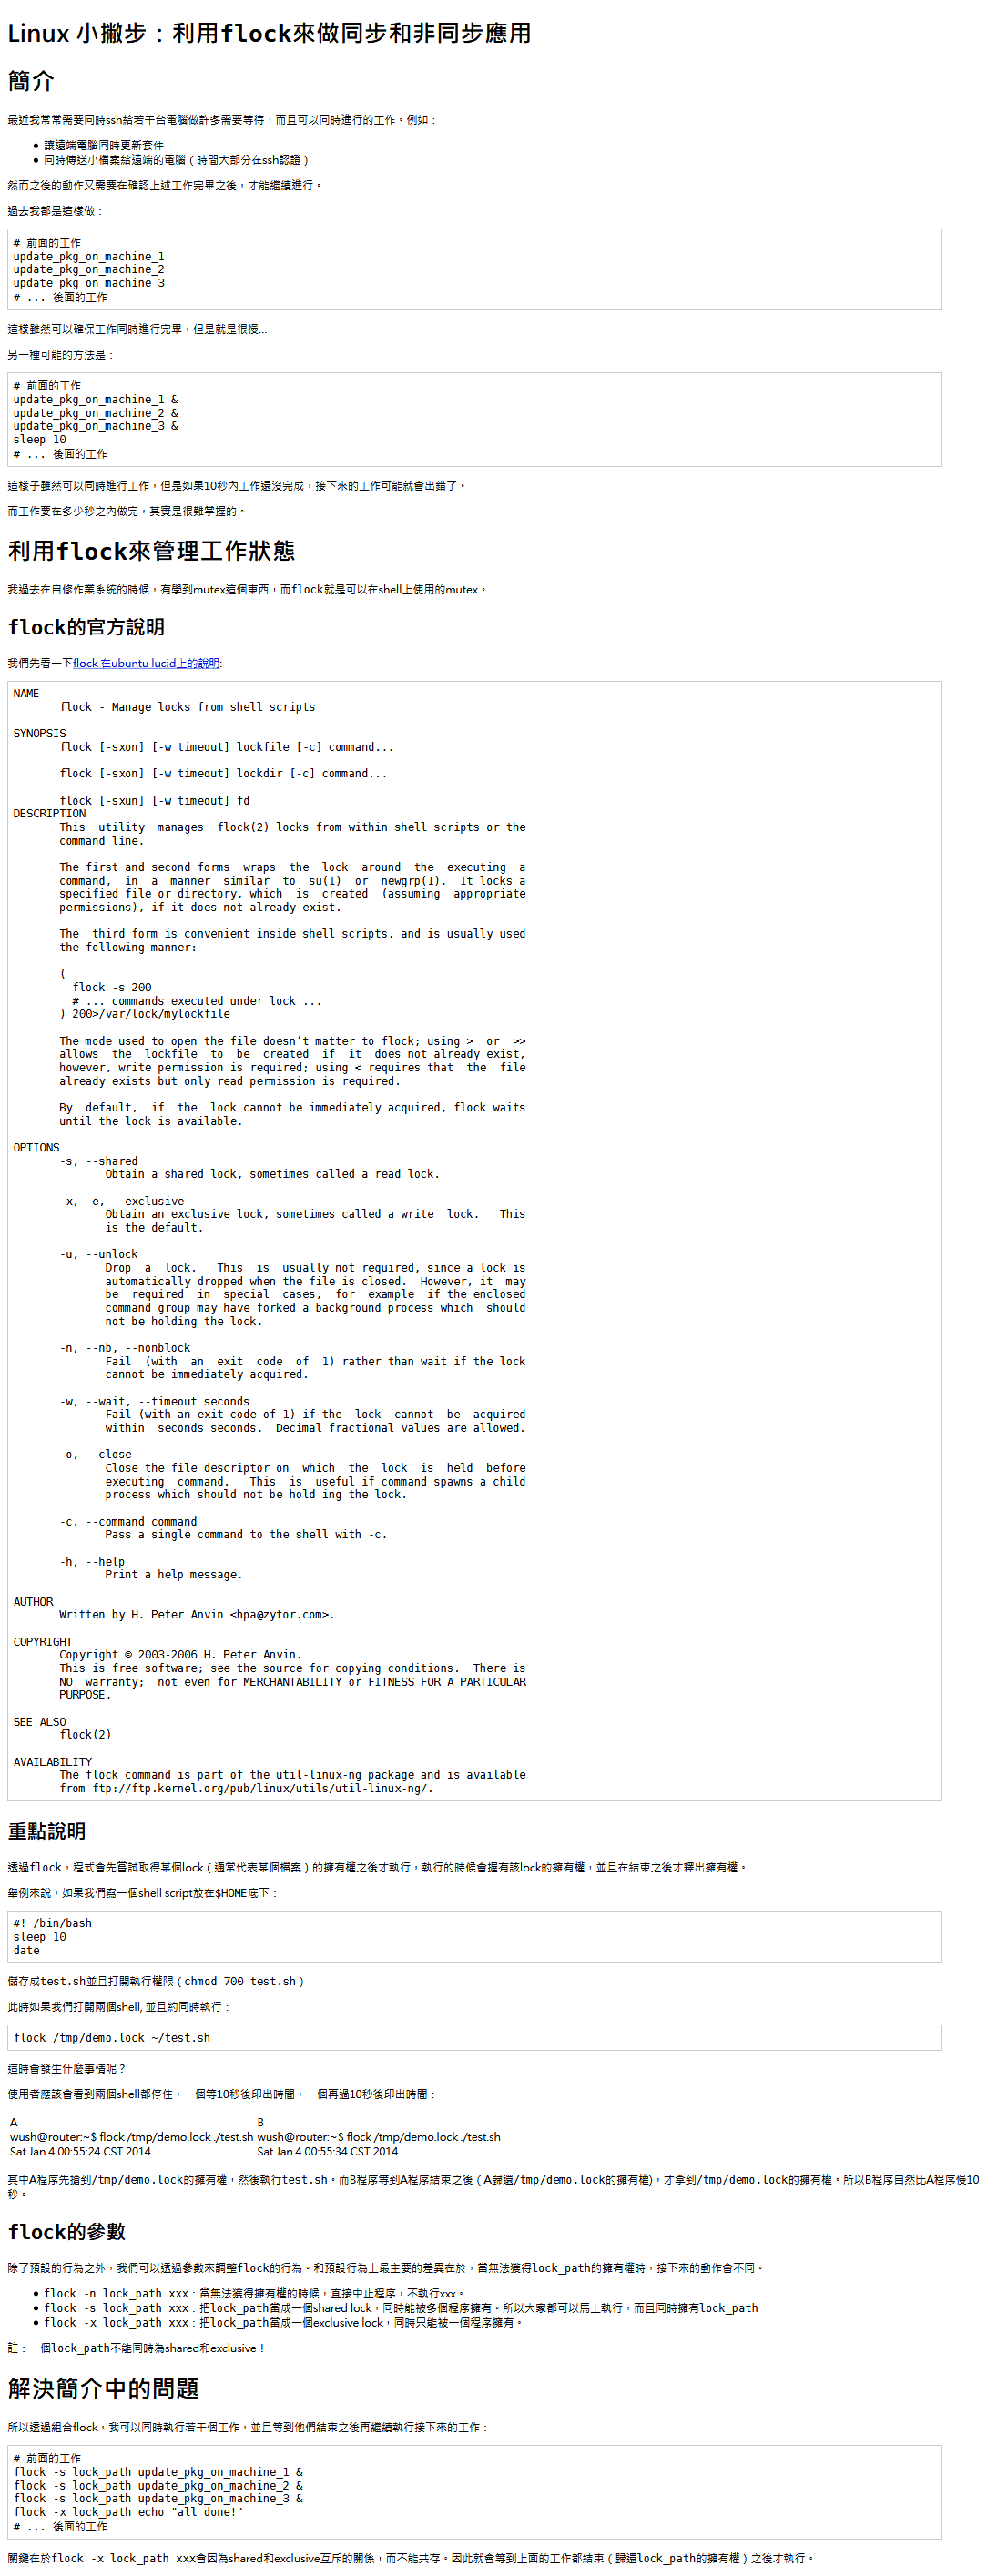 Linux 小撇步：利用flock來做同步和非同步應用
簡介
最近我常常需要同時ssh給若干台電腦做許多需要等待，而且可以同時進行的工作。例如：
• 讓遠端電腦同時更新套件
• 同時傳送小檔案給遠端的電腦（時間大部分在ssh認證）
然而之後的動作又需要在確認上述工作完畢之後，才能繼續進行。
過去我都是這樣做：
# 前面的工作
update_pkg_on_machine_1
update_pkg_on_machine_2
update_pkg_on_machine_3
# ... 後面的工作
這樣雖然可以確保工作同時進行完畢，但是就是很慢...
另一種可能的方法是：
# 前面的工作
update_pkg_on_machine_1 &
update_pkg_on_machine_2 &
update_pkg_on_machine_3 &
sleep 10
# ... 後面的工作
這樣子雖然可以同時進行工作，但是如果10秒內工作還沒完成，接下來的工作可能就會出錯了。
而工作要在多少秒之內做完，其實是很難掌握的。
利用flock來管理工作狀態
我過去在自修作業系統的時候，有學到mutex這個東西，而flock就是可以在shell上使用的mutex。
flock的官方說明
我們先看一下flock 在ubuntu lucid上的說明:
NAME
flock - Manage locks from shell scripts
SYNOPSIS
flock [-sxon] [-w timeout] lockfile [-c] command...
flock [-sxon] [-w timeout] lockdir [-c] command...
flock [-sxun] [-w timeout] fd
DESCRIPTION
This utility manages flock(2) locks from within shell scripts or the
command line.
The first and second forms wraps the lock around the executing a
command, in a manner similar to su(1) or newgrp(1). It locks a
specified file or directory, which is created (assuming appropriate
permissions), if it does not already exist.
The third form is convenient inside shell scripts, and is usually used
the following manner:
(
flock -s 200
# ... commands executed under lock ...
) 200>/var/lock/mylockfile
The mode used to open the file doesn’t matter to flock; using > or >>
allows the lockfile to be created if it does not already exist,
however, write permission is required; using < requires that the file
already exists but only read permission is required.
By default, if the lock cannot be immediately acquired, flock waits
until the lock is available.
OPTIONS
-s, --shared
Obtain a shared lock, sometimes called a read lock.
-x, -e, --exclusive
Obtain an exclusive lock, sometimes called a write lock. This
is the default.
-u, --unlock
Drop a lock. This is usually not required, since a lock is
automatically dropped when the file is closed. However, it may
be required in special cases, for example if the enclosed
command group may have forked a background process which should
not be holding the lock.
-n, --nb, --nonblock
Fail (with an exit code of 1) rather than wait if the lock
cannot be immediately acquired.
-w, --wait, --timeout seconds
Fail (with an exit code of 1) if the lock cannot be acquired
within seconds seconds. Decimal fractional values are allowed.
-o, --close
Close the file descriptor on which the lock is held before
executing command. This is useful if command spawns a child
process which should not be hold ing the lock.
-c, --command command
Pass a single command to the shell with -c.
-h, --help
Print a help message.
AUTHOR
Written by H. Peter Anvin <hpa@zytor.com>.
COPYRIGHT
Copyright © 2003-2006 H. Peter Anvin.
This is free software; see the source for copying conditions. There is
NO warranty; not even for MERCHANTABILITY or FITNESS FOR A PARTICULAR
PURPOSE.
SEE ALSO
flock(2)
AVAILABILITY
The flock command is part of the util-linux-ng package and is available
from ftp://ftp.kernel.org/pub/linux/utils/util-linux-ng/.
重點說明
透過flock，程式會先嘗試取得某個lock（通常代表某個檔案）的擁有權之後才執行，執行的時候會握有該lock的擁有權，並且在結束之後才釋出擁有權。
舉例來說，如果我們寫一個shell script放在$HOME底下：
#! /bin/bash
sleep 10
date
儲存成test.sh並且打開執行權限（chmod 700 test.sh）
此時如果我們打開兩個shell, 並且約同時執行：
flock /tmp/demo.lock ~/test.sh
這時會發生什麼事情呢？
使用者應該會看到兩個shell都停住，一個等10秒後印出時間，一個再過10秒後印出時間：
A B
wush@router:~$ flock /tmp/demo.lock ./test.sh wush@router:~$ flock /tmp/demo.lock ./test.sh
Sat Jan 4 00:55:24 CST 2014 Sat Jan 4 00:55:34 CST 2014
其中A程序先搶到/tmp/demo.lock的擁有權，然後執行test.sh。而B程序等到A程序結束之後（A歸還/tmp/demo.lock的擁有權)，才拿到/tmp/demo.lock的擁有權。所以B程序自然比A程序慢10
秒。
flock的參數
除了預設的行為之外，我們可以透過參數來調整flock的行為。和預設行為上最主要的差異在於，當無法獲得lock_path的擁有權時，接下來的動作會不同。
• flock -n lock_path xxx：當無法獲得擁有權的時候，直接中止程序，不執行xxx。
• flock -s lock_path xxx：把lock_path當成一個shared lock，同時能被多個程序擁有。所以大家都可以馬上執行，而且同時擁有lock_path
• flock -x lock_path xxx：把lock_path當成一個exclusive lock，同時只能被一個程序擁有。
註：一個lock_path不能同時為shared和exclusive！
解決簡介中的問題
所以透過組合flock，我可以同時執行若干個工作，並且等到他們結束之後再繼續執行接下來的工作：
# 前面的工作
flock -s lock_path update_pkg_on_machine_1 &
flock -s lock_path update_pkg_on_machine_2 &
flock -s lock_path update_pkg_on_machine_3 &
flock -x lock_path echo "all done!"
# ... 後面的工作
關鍵在於flock -x lock_path xxx會因為shared和exclusive互斥的關係，而不能共存。因此就會等到上面的工作都結束（歸還lock_path的擁有權）之後才執行。